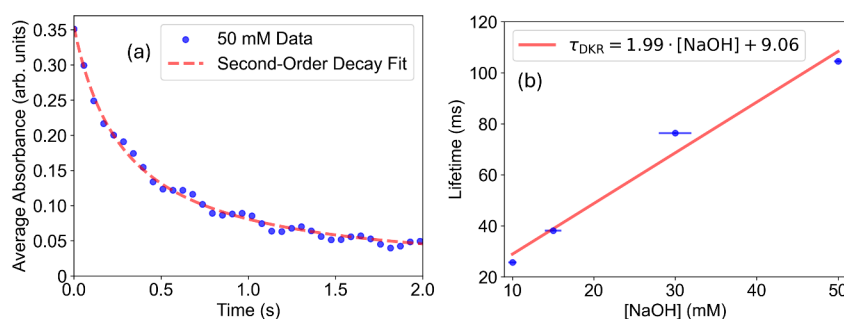 (a)
50 mM Data
Second-Order Decay Fit
Average Absorbance (arb. units)
0.35
0.30
0.25
0.20
0.15
0.10
0.05
0
0.0
0.5
1.0
1.5
2.0
Time (s)
τDKR = 1.99 · [NaOH] + 9.06
(b)
Lifetime (ms)
120
100
80
60
40
20
10
20
30
40
50
[NaOH] (mM)